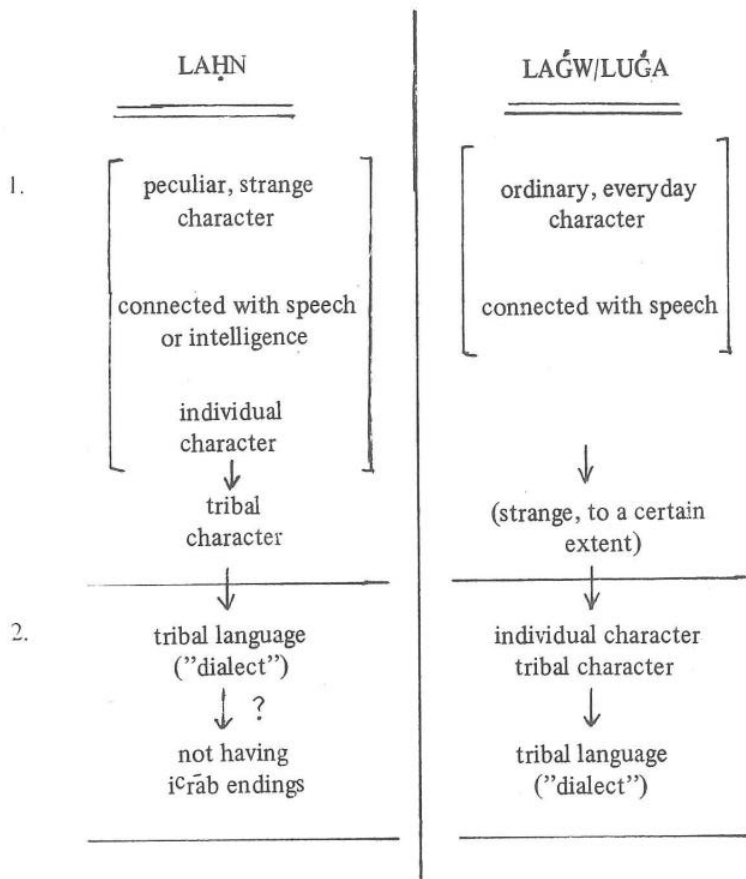 LAḤN
1.
peculiar, strange
character
connected with speech
or intelligence
individual
character
tribal
character
2.
tribal language
("dialect")
?
not having
iᶜrāb endings
LAǴW/LUǴA
ordinary, everyday
character
connected with speech
(strange, to a certain
extent)
individual character
tribal character
tribal language
("dialect")